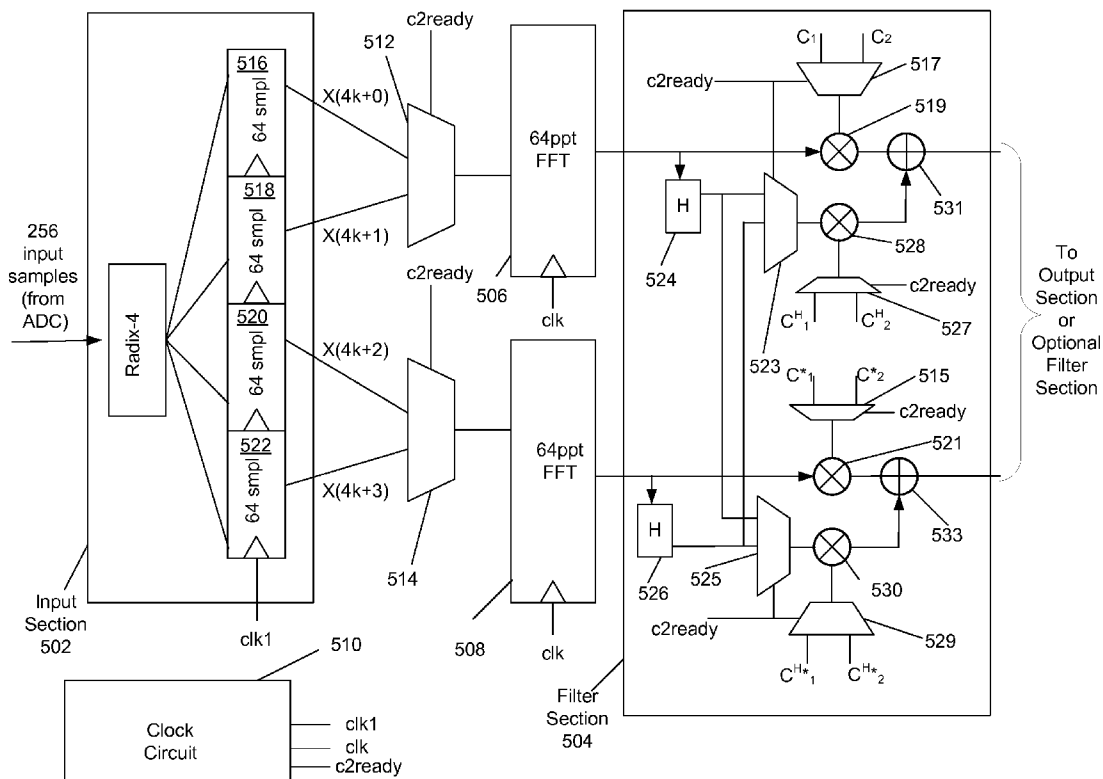 c2ready
512
516
64 smpl
X(4k+0)
518
64 smpl
X(4k+1)
256
input
samples
(from
ADC)
Radix-4
520
64 smpl
X(4k+2)
522
64 smpl
X(4k+3)
c2ready
514
Input
Section
502
clk1
64ppt
FFT
506
clk
64ppt
FFT
508
clk
C1
C2
517
c2ready
519
531
H
524
523
528
c2ready
527
C^H_1
C^H_2
C*1
C*2
515
c2ready
521
533
H
526
525
530
c2ready
529
C^H*_1
C^H*_2
Filter
Section
504
To
Output
Section
or
Optional
Filter
Section
510
Clock
Circuit
clk1
clk
c2ready